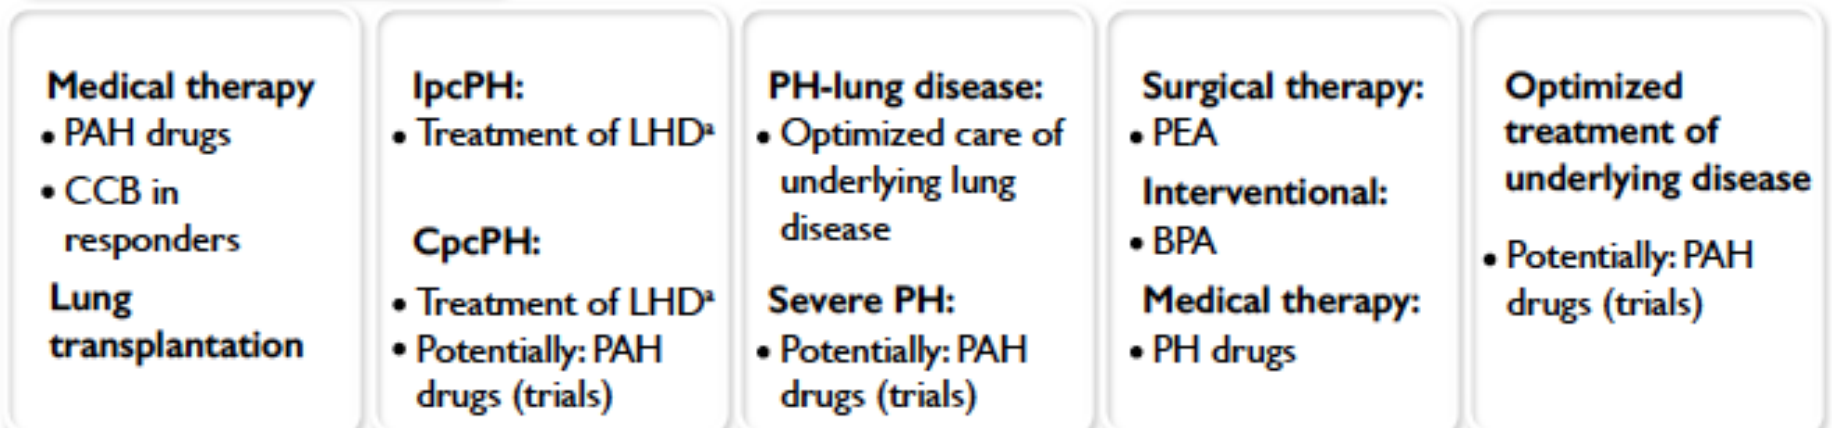 Medical therapy
• PAH drugs
• CCB in
responders
Lung
transplantation
IpcPH:
• Treatment of LHDᵃ
CpcPH:
• Treatment of LHDᵃ
• Potentially: PAH
drugs (trials)
PH-lung disease:
• Optimized care of
underlying lung
disease
Severe PH:
• Potentially: PAH
drugs (trials)
Surgical therapy:
• PEA
Interventional:
• BPA
Medical therapy:
• PH drugs
Optimized
treatment of
underlying disease
• Potentially: PAH
drugs (trials)